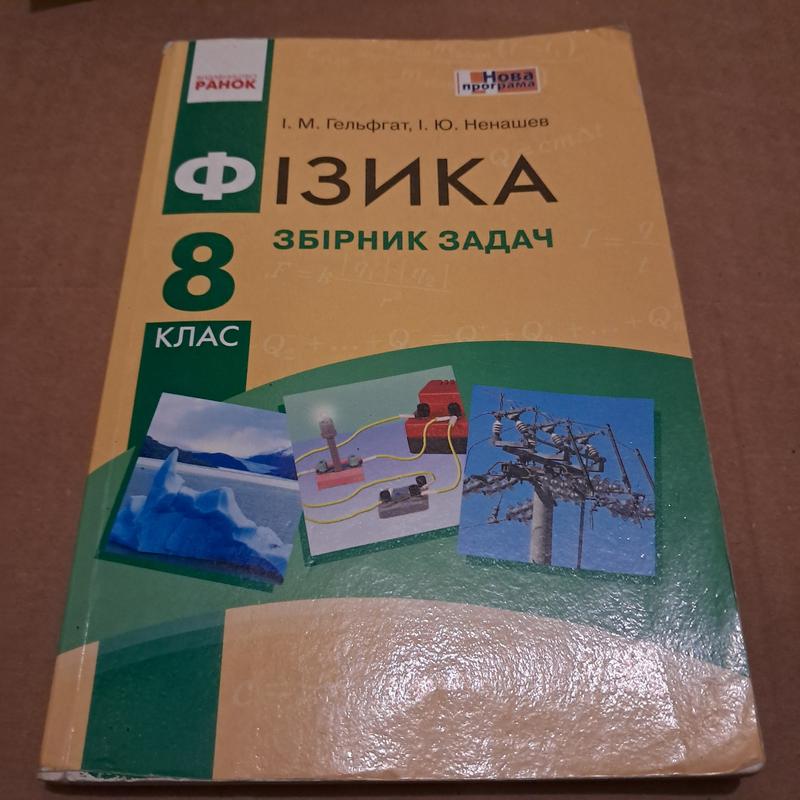 РАНОК
Нова
програма
І. М. Гельфгат, І. Ю. Ненашев
ФІЗИКА
ЗБІРНИК ЗАДАЧ
8
КЛАС